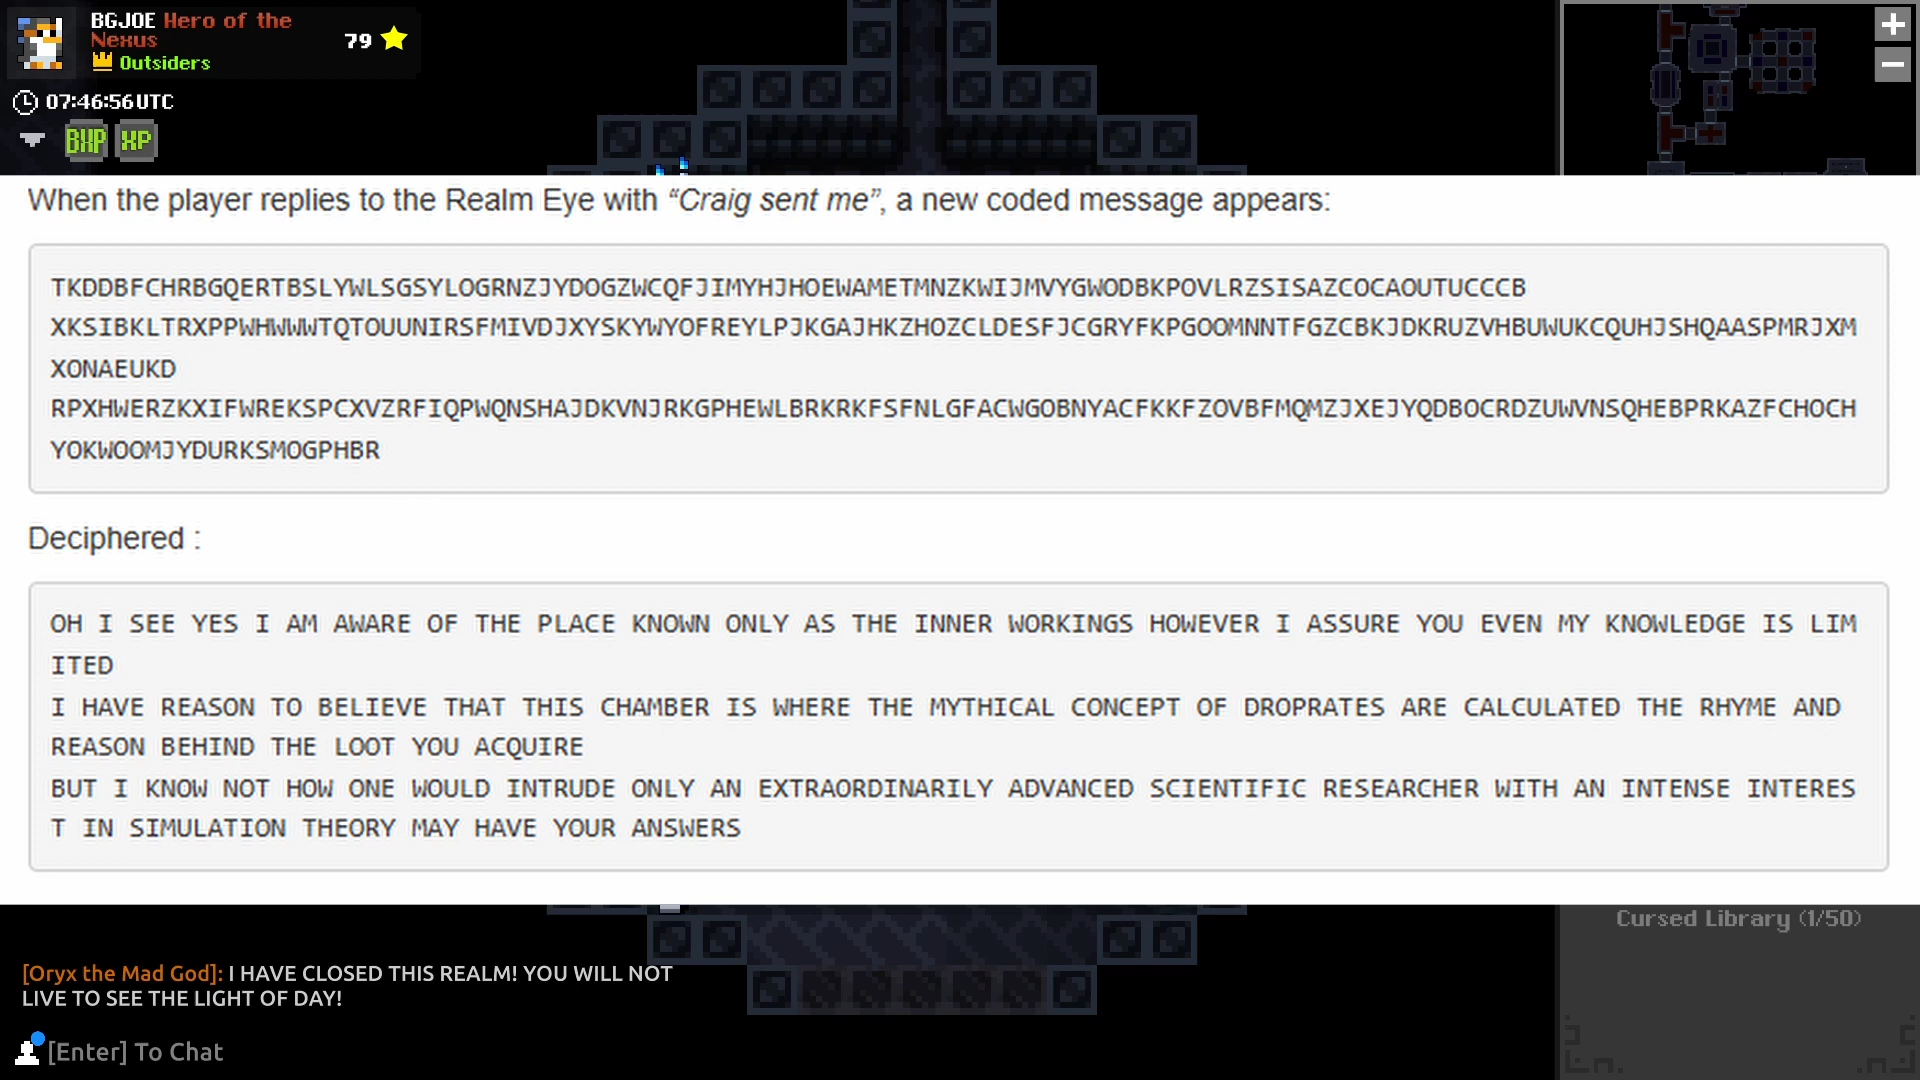 BGJOE Hero of the
Nexus
79
Outsiders
07:46:56UTC
BXP XP
+
−
When the player replies to the Realm Eye with “Craig sent me”, a new coded message appears:
TKDDBFCHRBGQERTBSLYWLSGSYLOGRNZJYDOGZWCQFJIMYHJHOEWAMETMNZKWIJMVYGWODBKPOVLRZSISAZCOCAOUTUCCCB
XKSIBKLTRXPPWHWWWTQTOUUNIRSFMIVDJXYSKYWYOFREYLPJKGAJHKZHOZCLDESFJCGRYFKPGOOMNNTFGZCBKJDKRUZVHBUWUKCQUHJSHQAASPMRJXM
XONAEUKD
RPXHWERZKXIFWREKSPCXVZRFIQPWQNSHAJDKVNJRKGPHEWLBRKRKFSFNLGFACWGOBNYACFKKFZOVBFMQMZJXEJYQDBOCRDZUWVNSQHEBPRKAZFCHOCH
YOKWOOMJYDURKSMOGPHBR
Deciphered :
OH I SEE YES I AM AWARE OF THE PLACE KNOWN ONLY AS THE INNER WORKINGS HOWEVER I ASSURE YOU EVEN MY KNOWLEDGE IS LIM
ITED
I HAVE REASON TO BELIEVE THAT THIS CHAMBER IS WHERE THE MYTHICAL CONCEPT OF DROPRATES ARE CALCULATED THE RHYME AND
REASON BEHIND THE LOOT YOU ACQUIRE
BUT I KNOW NOT HOW ONE WOULD INTRUDE ONLY AN EXTRAORDINARILY ADVANCED SCIENTIFIC RESEARCHER WITH AN INTENSE INTERES
T IN SIMULATION THEORY MAY HAVE YOUR ANSWERS
Cursed Library (1/50)
[Oryx the Mad God]: I HAVE CLOSED THIS REALM! YOU WILL NOT
LIVE TO SEE THE LIGHT OF DAY!
[Enter] To Chat